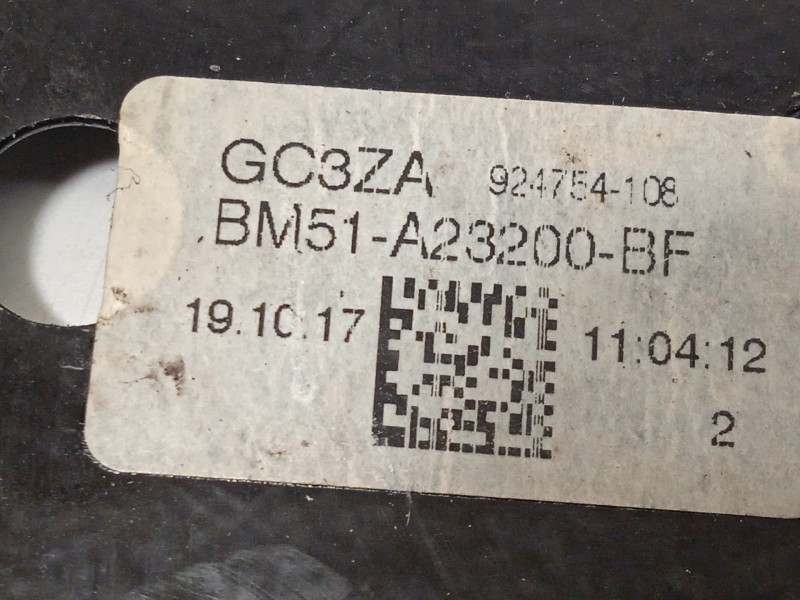 GC3ZA 924754-108
BM51-A23200-BF
19.10.17 11:04:12
2